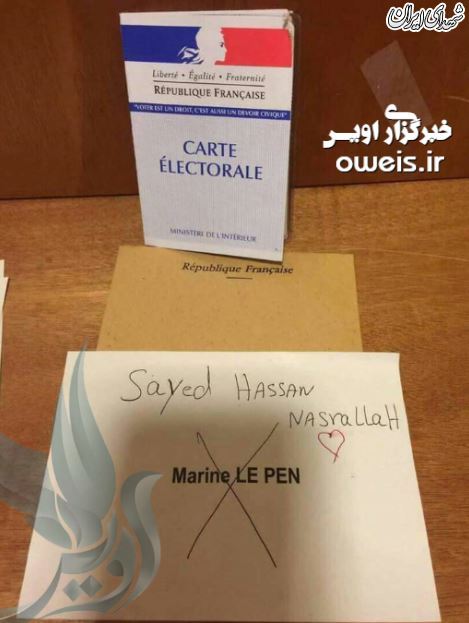 شهدای ایران
Liberté • Égalité • Fraternité
RÉPUBLIQUE FRANÇAISE
"VOTER EST UN DROIT, C'EST AUSSI UN DEVOIR CIVIQUE"
خبرگزاری اویس
oweis.ir
CARTE
ÉLECTORALE
MINISTÈRE DE L'INTÉRIEUR
République Française
Sayed HASSAN
NASrallaH
Marine LE PEN